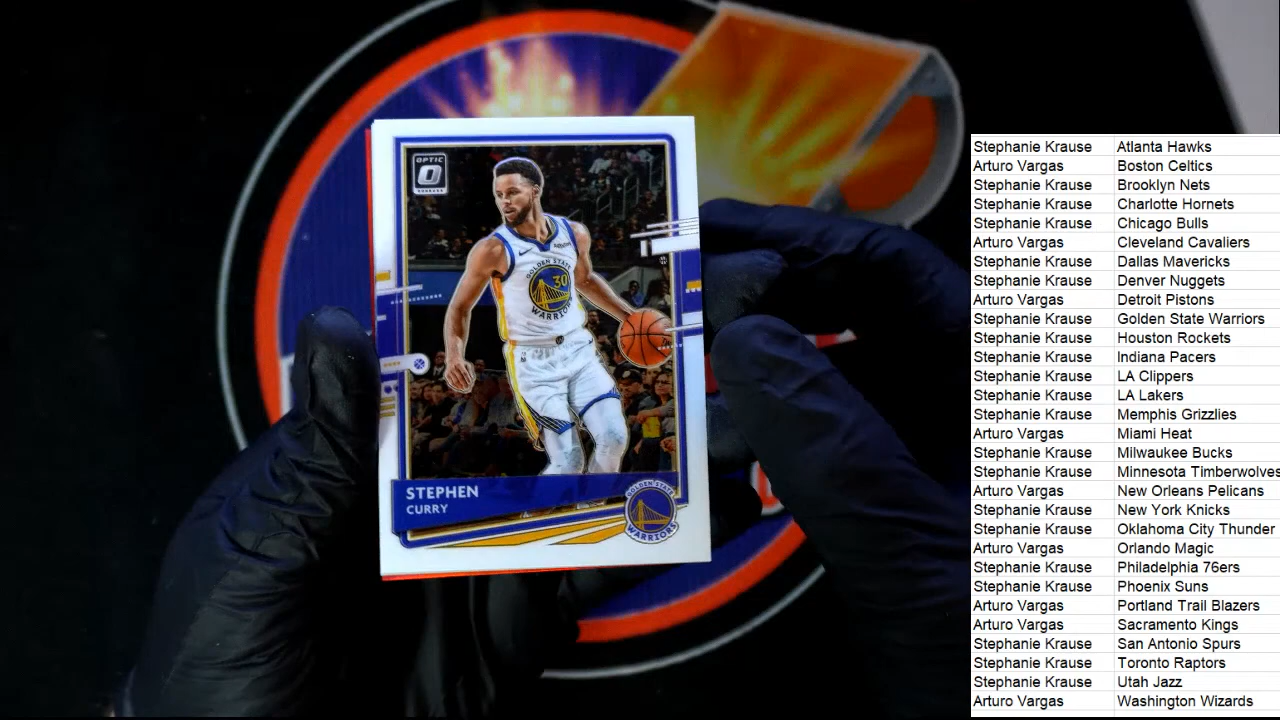 OPTIC
DONRUSS
GOLDEN STATE
30
WARRIORS
STEPHEN
CURRY
GOLDEN STATE
WARRIORS
Stephanie Krause Atlanta Hawks
Arturo Vargas Boston Celtics
Stephanie Krause Brooklyn Nets
Stephanie Krause Charlotte Hornets
Stephanie Krause Chicago Bulls
Arturo Vargas Cleveland Cavaliers
Stephanie Krause Dallas Mavericks
Stephanie Krause Denver Nuggets
Arturo Vargas Detroit Pistons
Stephanie Krause Golden State Warriors
Stephanie Krause Houston Rockets
Stephanie Krause Indiana Pacers
Stephanie Krause LA Clippers
Stephanie Krause LA Lakers
Stephanie Krause Memphis Grizzlies
Arturo Vargas Miami Heat
Stephanie Krause Milwaukee Bucks
Stephanie Krause Minnesota Timberwolves
Arturo Vargas New Orleans Pelicans
Stephanie Krause New York Knicks
Stephanie Krause Oklahoma City Thunder
Arturo Vargas Orlando Magic
Stephanie Krause Philadelphia 76ers
Stephanie Krause Phoenix Suns
Arturo Vargas Portland Trail Blazers
Arturo Vargas Sacramento Kings
Stephanie Krause San Antonio Spurs
Stephanie Krause Toronto Raptors
Stephanie Krause Utah Jazz
Arturo Vargas Washington Wizards